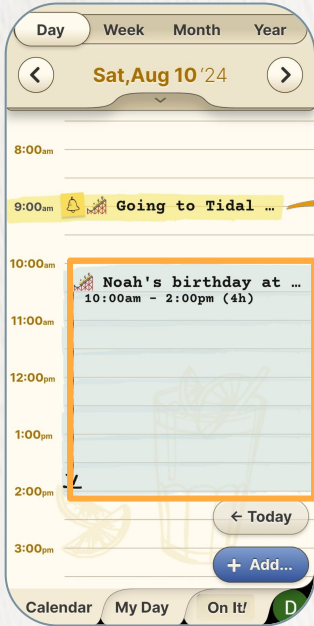 Day Week Month Year
Sat,Aug 10 '24
8:00am
9:00am Going to Tidal ...
10:00am
Noah's birthday at ...
10:00am - 2:00pm (4h)
11:00am
12:00pm
1:00pm
2:00pm
← Today
3:00pm
+ Add...
Calendar My Day On It! D